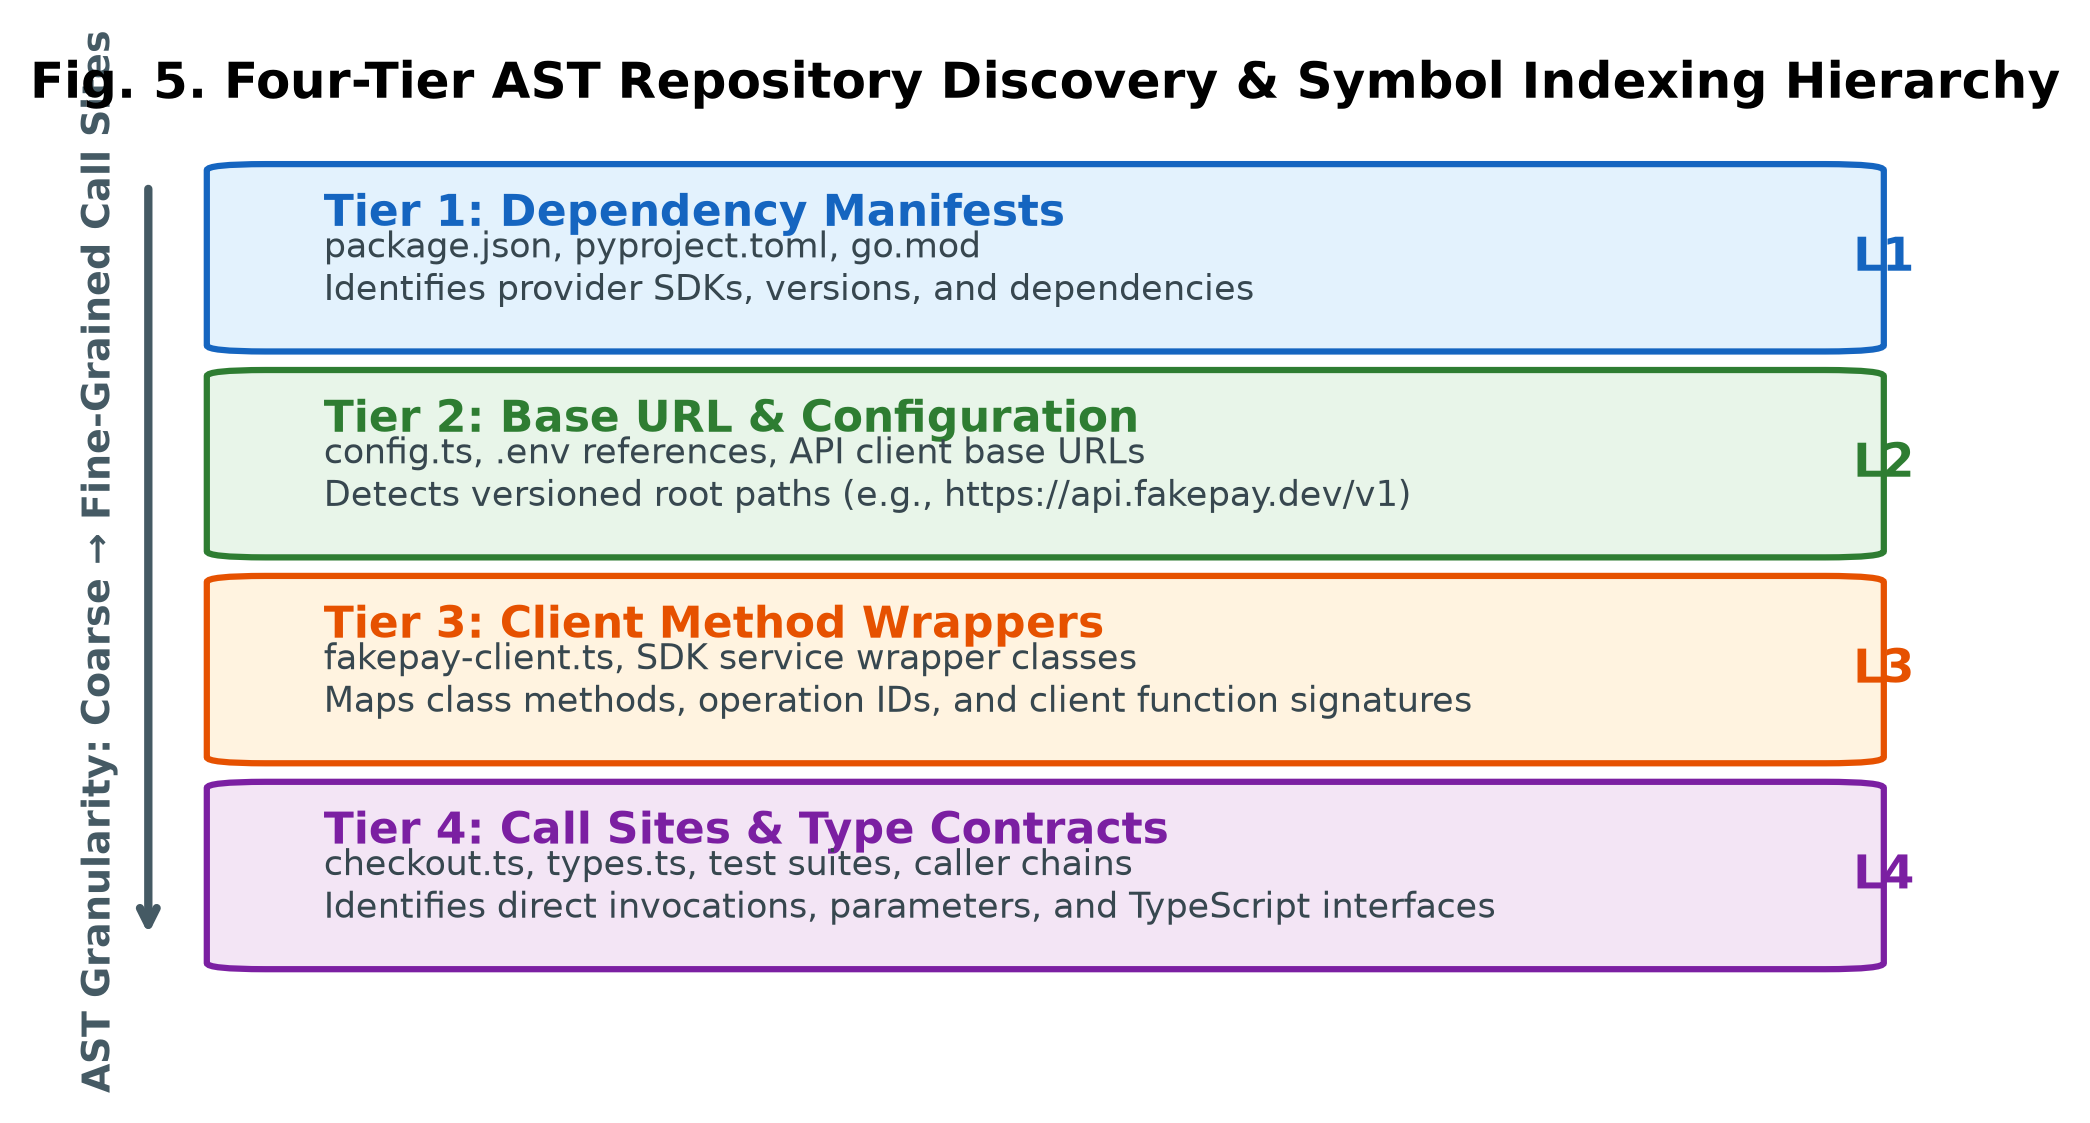 Fig. 5. Four-Tier AST Repository Discovery & Symbol Indexing Hierarchy
AST Granularity: Coarse → Fine-Grained Call Sites
Tier 1: Dependency Manifests
package.json, pyproject.toml, go.mod
Identifies provider SDKs, versions, and dependencies
L1
Tier 2: Base URL & Configuration
config.ts, .env references, API client base URLs
Detects versioned root paths (e.g., https://api.fakepay.dev/v1)
L2
Tier 3: Client Method Wrappers
fakepay-client.ts, SDK service wrapper classes
Maps class methods, operation IDs, and client function signatures
L3
Tier 4: Call Sites & Type Contracts
checkout.ts, types.ts, test suites, caller chains
Identifies direct invocations, parameters, and TypeScript interfaces
L4